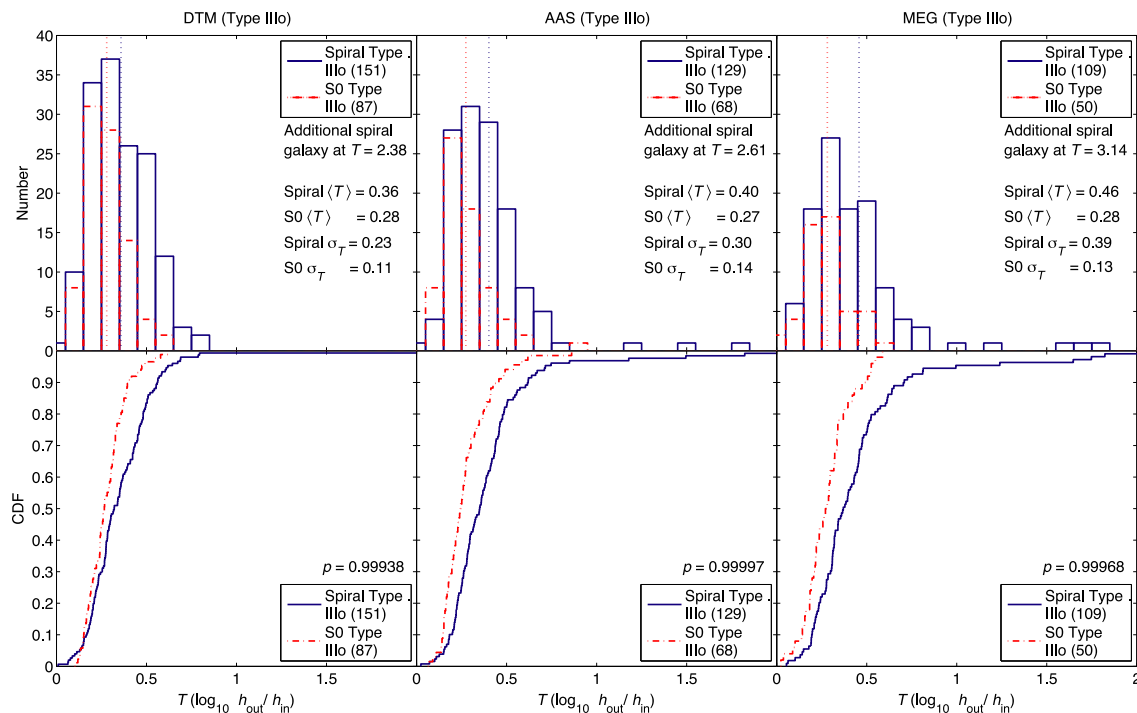 DTM (Type IIIo)
AAS (Type IIIo)
MEG (Type IIIo)
40
35
30
25
20
15
10
5
0
Number
Spiral Type .
IIIo (151)
S0 Type
IIIo (87)
Additional spiral
galaxy at T = 2.38
Spiral ⟨T⟩ = 0.36
S0 ⟨T⟩ = 0.28
Spiral σT = 0.23
S0 σT = 0.11
Spiral Type .
IIIo (129)
S0 Type
IIIo (68)
Additional spiral
galaxy at T = 2.61
Spiral ⟨T⟩ = 0.40
S0 ⟨T⟩ = 0.27
Spiral σT = 0.30
S0 σT = 0.14
Spiral Type .
IIIo (109)
S0 Type
IIIo (50)
Additional spiral
galaxy at T = 3.14
Spiral ⟨T⟩ = 0.46
S0 ⟨T⟩ = 0.28
Spiral σT = 0.39
S0 σT = 0.13
0.9
0.8
0.7
0.6
0.5
0.4
0.3
0.2
0.1
0
CDF
p = 0.99938
Spiral Type .
IIIo (151)
S0 Type
IIIo (87)
p = 0.99997
Spiral Type .
IIIo (129)
S0 Type
IIIo (68)
p = 0.99968
Spiral Type .
IIIo (109)
S0 Type
IIIo (50)
0 0.5 1 1.5 0 0.5 1 1.5 0 0.5 1 1.5 2
T (log10 hout/ hin)
T (log10 hout/ hin)
T (log10 hout/ hin)